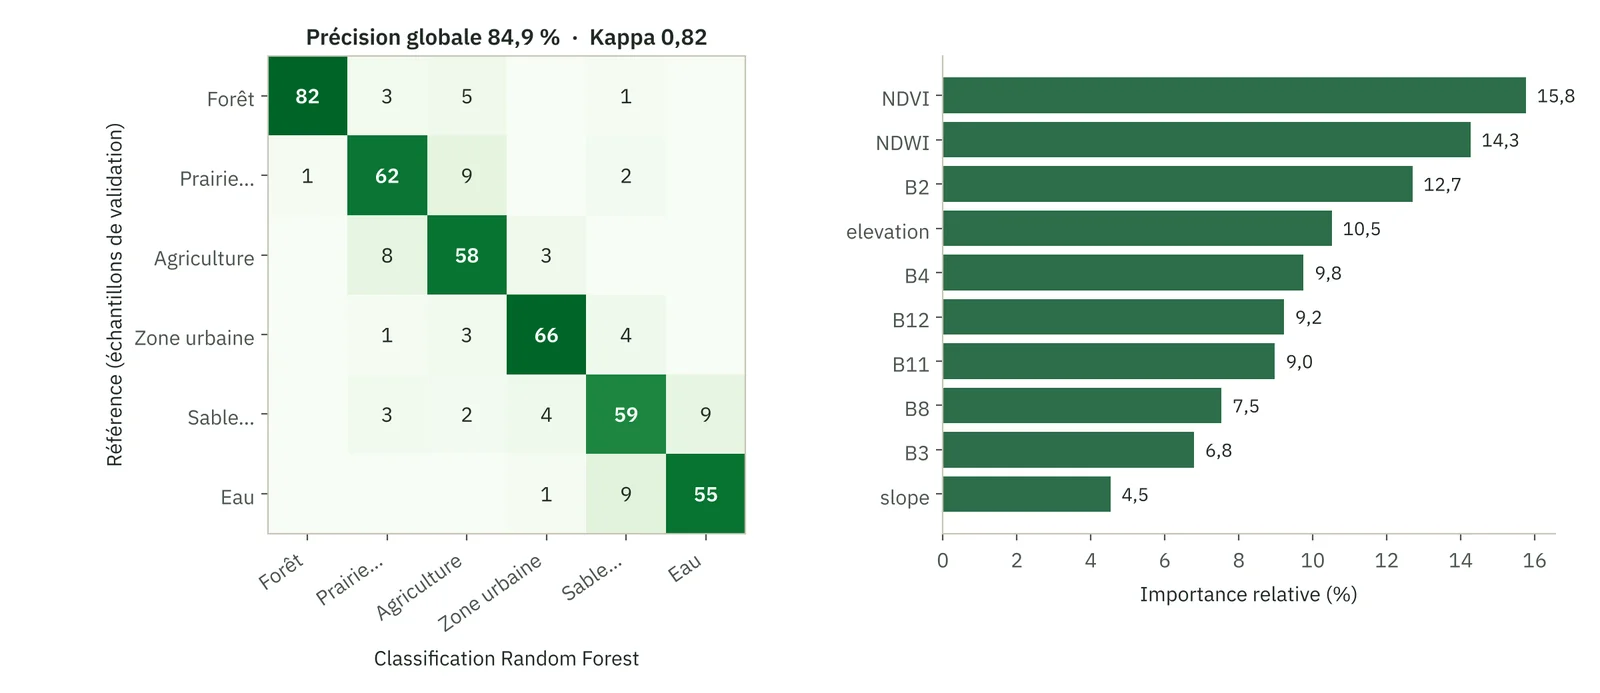 Précision globale 84,9 % · Kappa 0,82
Référence (échantillons de validation)
Forêt 82 3 5 1
Prairie... 1 62 9 2
Agriculture 8 58 3
Zone urbaine 1 3 66 4
Sable... 3 2 4 59 9
Eau 1 9 55
Forêt Prairie... Agriculture Zone urbaine Sable... Eau
Classification Random Forest
NDVI 15,8
NDWI 14,3
B2 12,7
elevation 10,5
B4 9,8
B12 9,2
B11 9,0
B8 7,5
B3 6,8
slope 4,5
0 2 4 6 8 10 12 14 16
Importance relative (%)